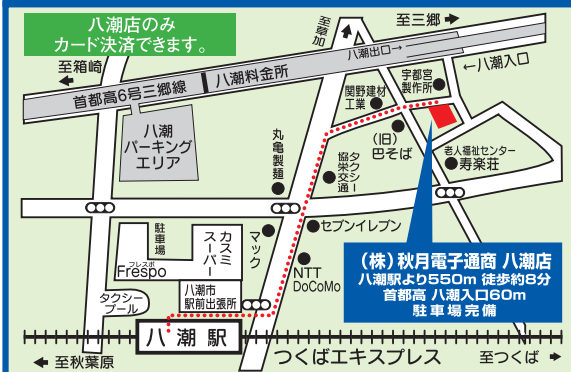 八潮店のみ
カード決済できます。
至草加
至三郷
至箱崎
八潮出口→
←八潮入口
首都高6号三郷線
八潮料金所
宇都宮
製作所
関野建材
工業
八潮
パーキング
エリア
(旧)
巴そば
丸亀製麺
協栄交通
タクシー
老人福祉センター
寿楽荘
駐車場
カスミ
スーパー
マック
セブンイレブン
フレスポ
Frespo
NTT
DoCoMo
八潮市
駅前出張所
タクシー
プール
(株)秋月電子通商 八潮店
八潮駅より550m 徒歩約8分
首都高 八潮入口60m
駐車場完備
八潮駅
つくばエキスプレス
至秋葉原
至つくば